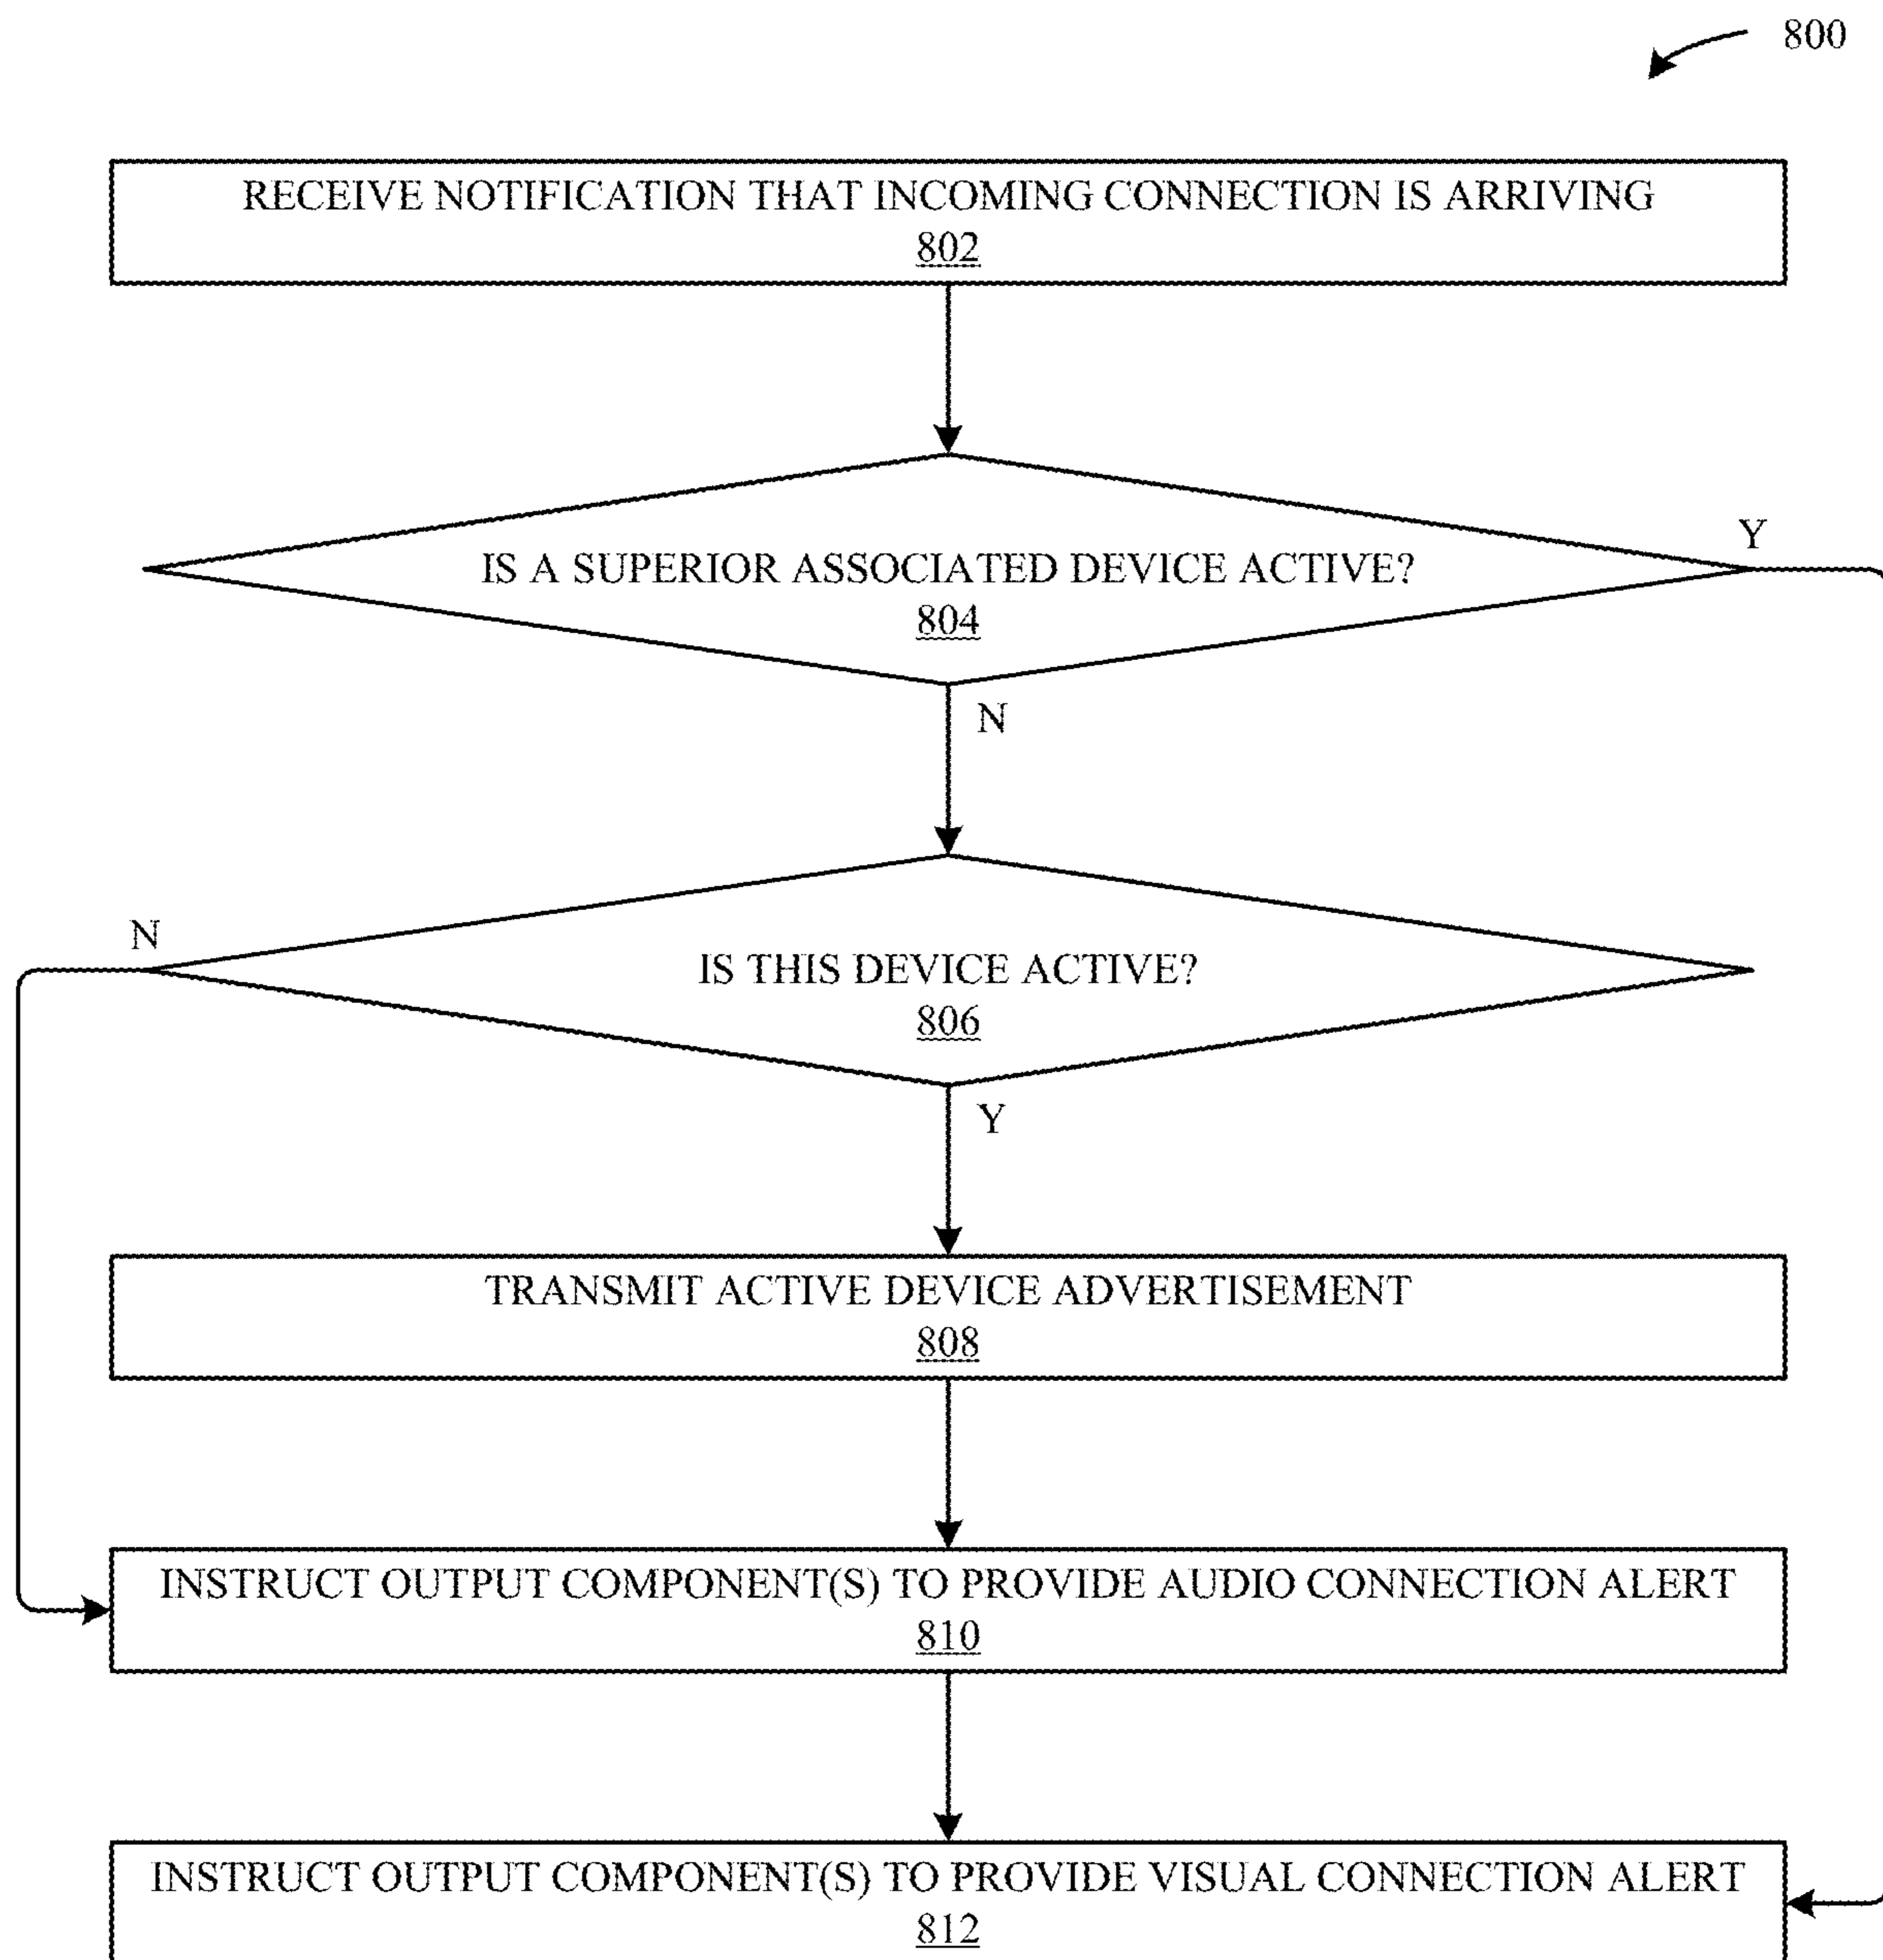 800
RECEIVE NOTIFICATION THAT INCOMING CONNECTION IS ARRIVING
802
IS A SUPERIOR ASSOCIATED DEVICE ACTIVE?
804
Y
N
IS THIS DEVICE ACTIVE?
806
N
Y
TRANSMIT ACTIVE DEVICE ADVERTISEMENT
808
INSTRUCT OUTPUT COMPONENT(S) TO PROVIDE AUDIO CONNECTION ALERT
810
INSTRUCT OUTPUT COMPONENT(S) TO PROVIDE VISUAL CONNECTION ALERT
812